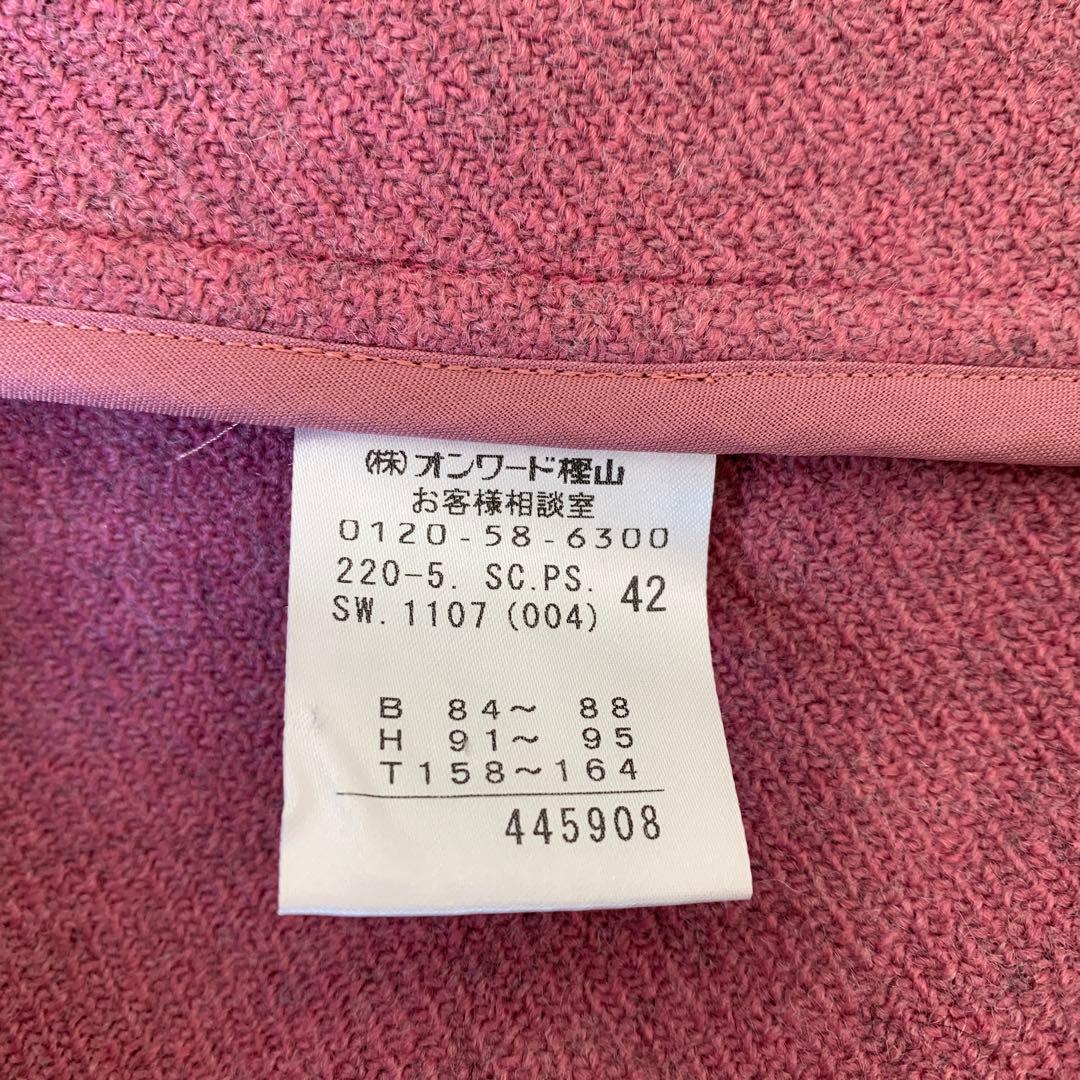 (株)オンワード樫山
お客様相談室
0120-58-6300
220-5. SC.PS. 42
SW. 1107 (004)
B 84～ 88
H 91～ 95
T158～164
445908